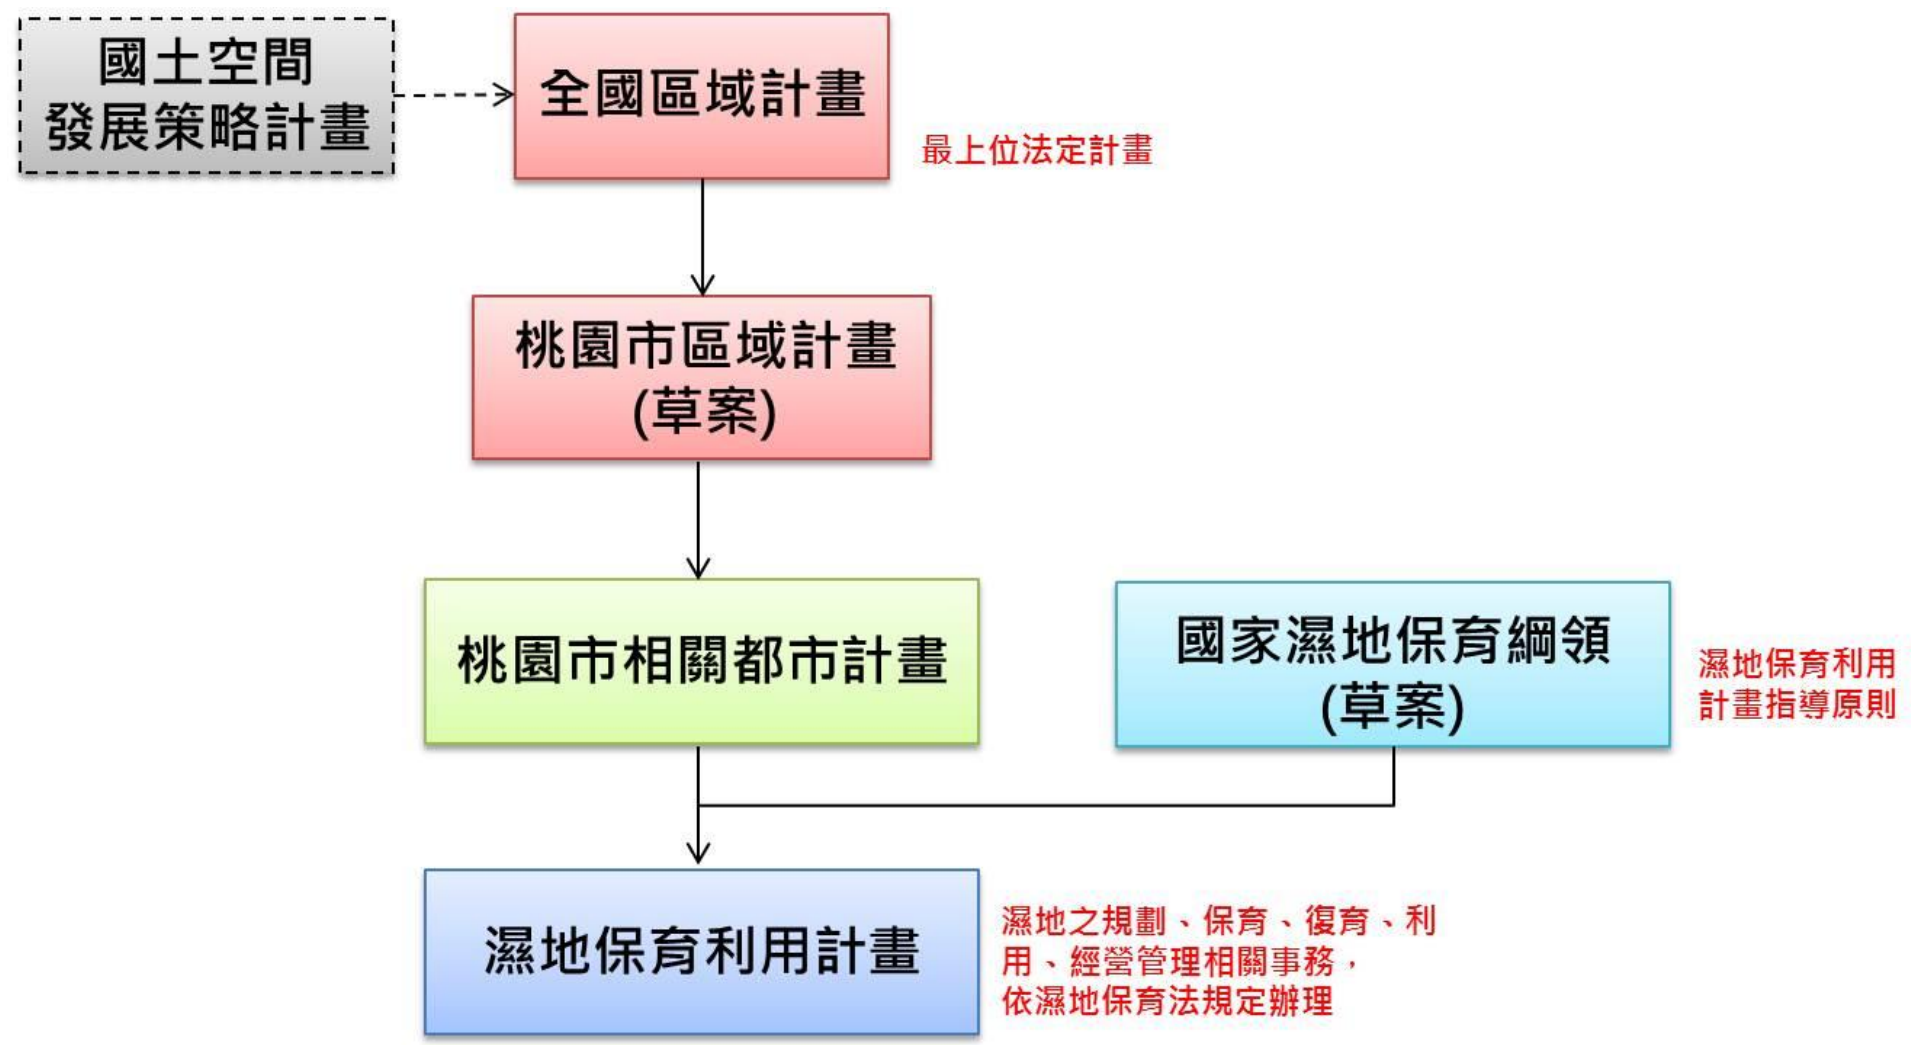 國土空間
發展策略計畫
全國區域計畫
最上位法定計畫
桃園市區域計畫
(草案)
桃園市相關都市計畫
國家濕地保育綱領
(草案)
濕地保育利用
計畫指導原則
濕地保育利用計畫
濕地之規劃、保育、復育、利
用、經營管理相關事務，
依濕地保育法規定辦理